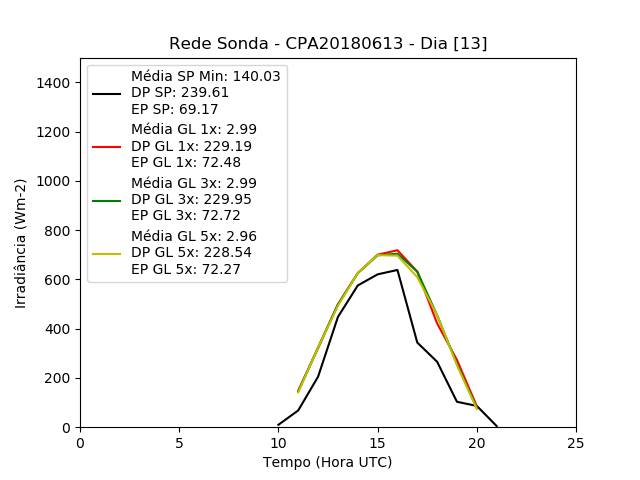 Rede Sonda - CPA20180613 - Dia [13]
Média SP Min: 140.03
DP SP: 239.61
EP SP: 69.17
Média GL 1x: 2.99
DP GL 1x: 229.19
EP GL 1x: 72.48
Média GL 3x: 2.99
DP GL 3x: 229.95
EP GL 3x: 72.72
Média GL 5x: 2.96
DP GL 5x: 228.54
EP GL 5x: 72.27
Irradiância (Wm-2)
1400
1200
1000
800
600
400
200
0
0 5 10 15 20 25
Tempo (Hora UTC)